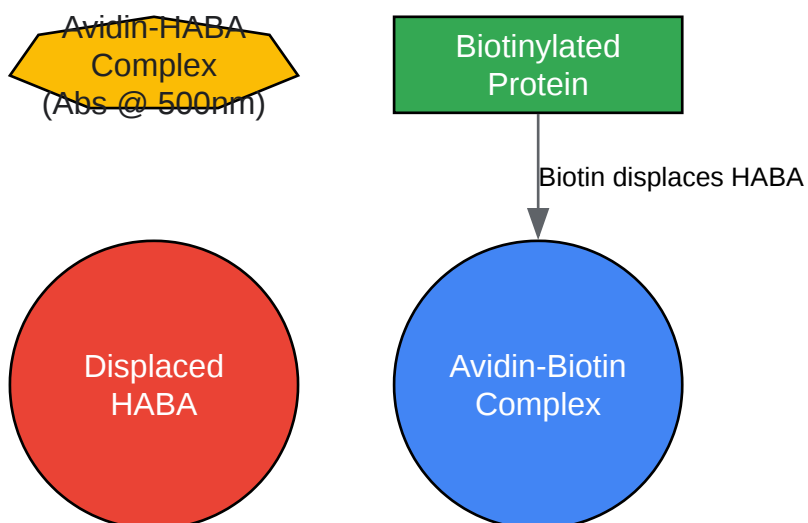 Avidin-HABA
Complex
(Abs @ 500nm)
Biotinylated
Protein
Biotin displaces HABA
Displaced
HABA
Avidin-Biotin
Complex